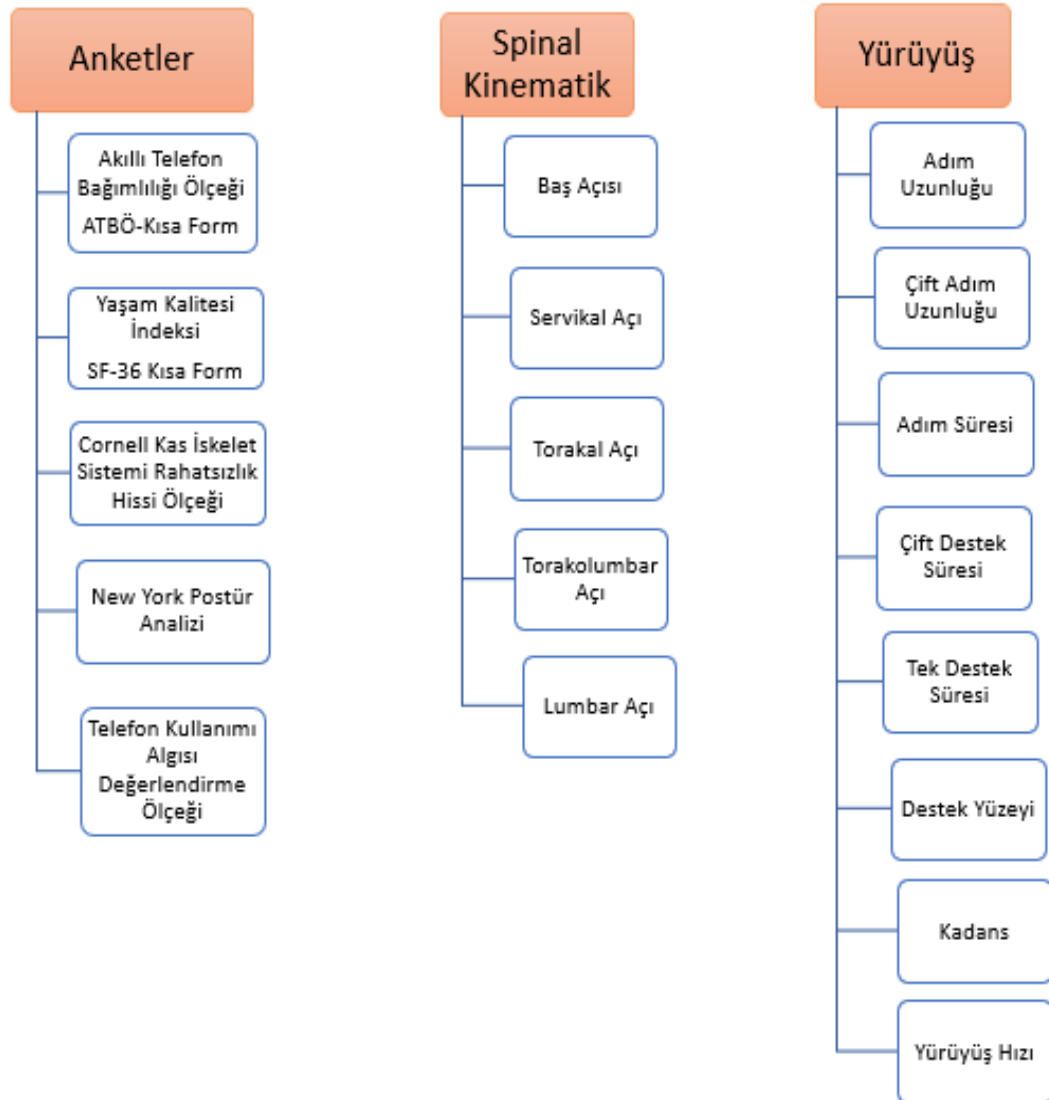 Anketler
Akıllı Telefon
Bağımlılığı Ölçeği
ATBÖ-Kısa Form
Yaşam Kalitesi
İndeksi
SF-36 Kısa Form
Cornell Kas İskelet
Sistemi Rahatsızlık
Hissi Ölçeği
New York Postür
Analizi
Telefon Kullanımı
Algısı
Değerlendirme
Ölçeği
Spinal
Kinematik
Baş Açısı
Servikal Açı
Torakal Açı
Torakolumbar
Açı
Lumbar Açı
Yürüyüş
Adım
Uzunluğu
Çift Adım
Uzunluğu
Adım Süresi
Çift Destek
Süresi
Tek Destek
Süresi
Destek Yüzeyi
Kadans
Yürüyüş Hızı